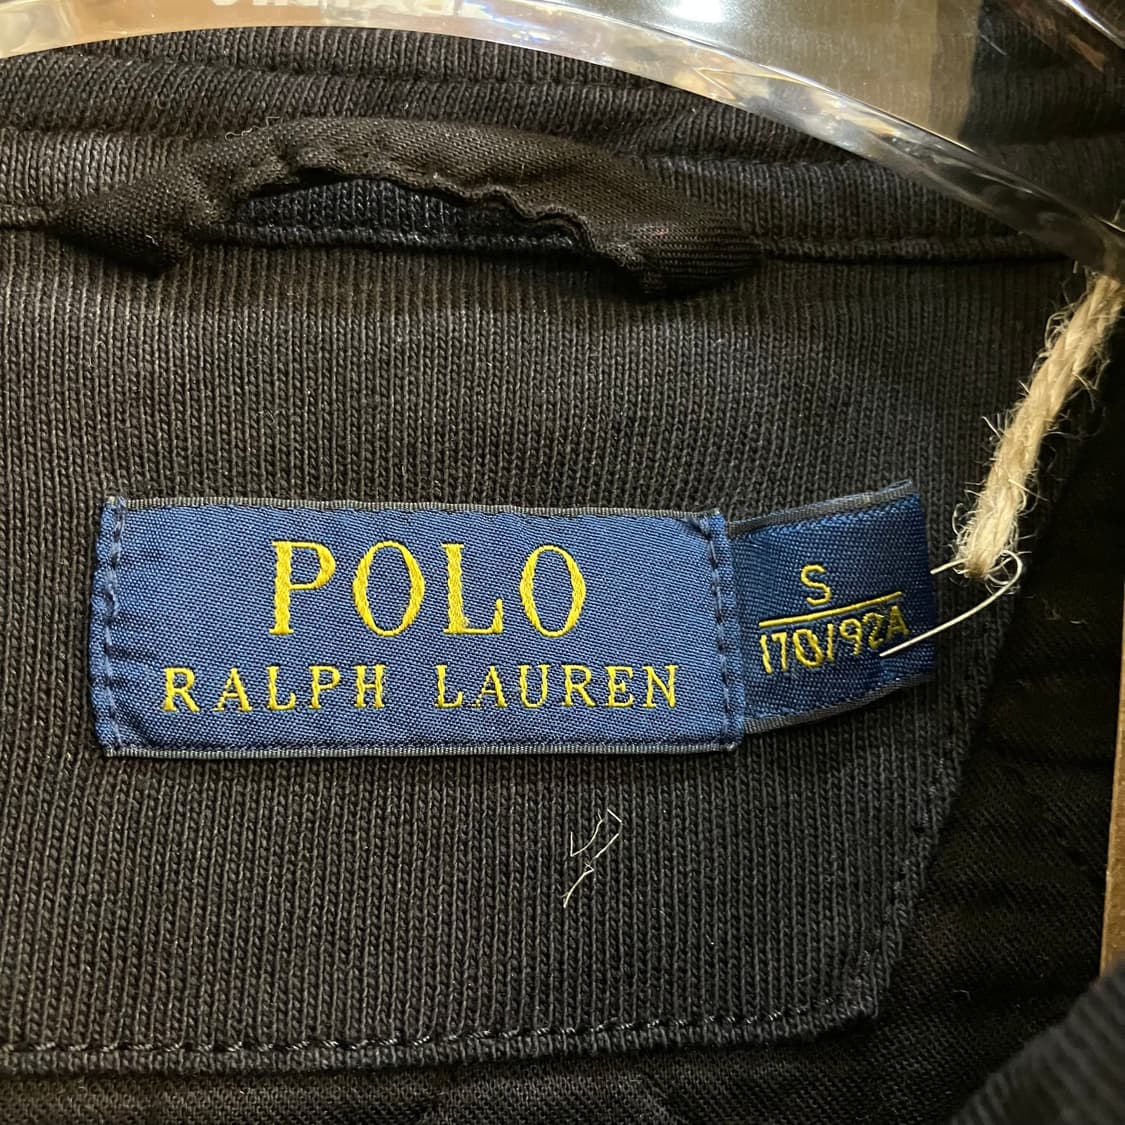 POLO
RALPH LAUREN
S
170/92A